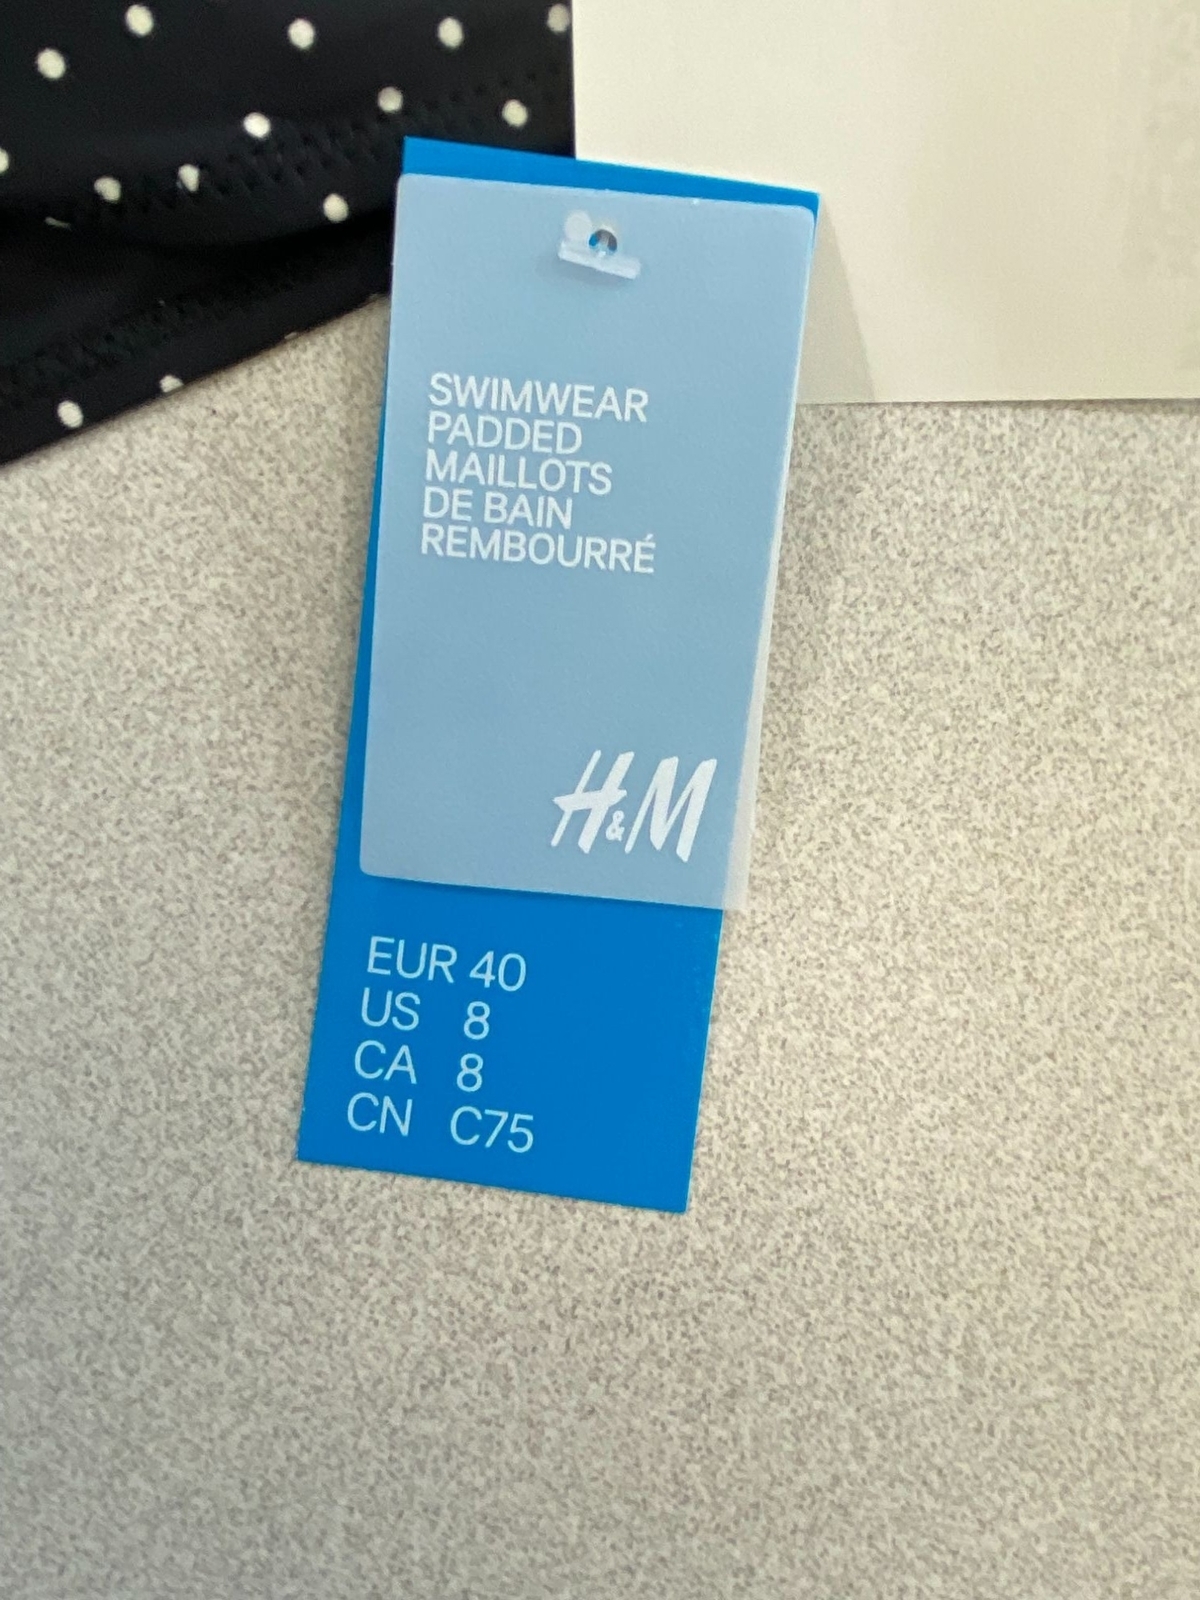 SWIMWEAR
PADDED
MAILLOTS
DE BAIN
REMBOURRÉ
H&M
EUR 40
US 8
CA 8
CN C75